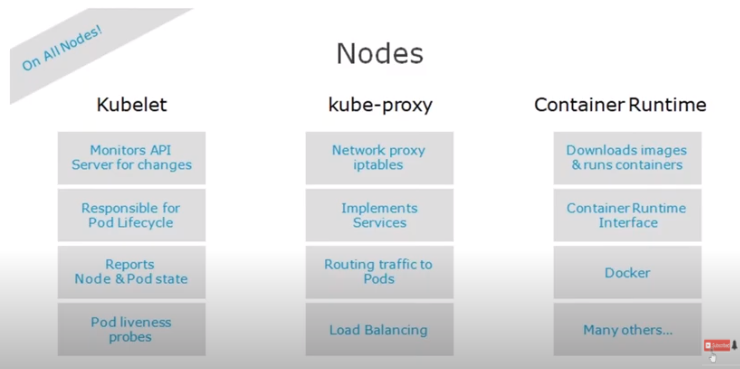 On All Nodes!
Nodes
Kubelet
Monitors API
Server for changes
Responsible for
Pod Lifecycle
Reports
Node & Pod state
Pod liveness
probes
kube-proxy
Network proxy
iptables
Implements
Services
Routing traffic to
Pods
Load Balancing
Container Runtime
Downloads images
& runs containers
Container Runtime
Interface
Docker
Many others...